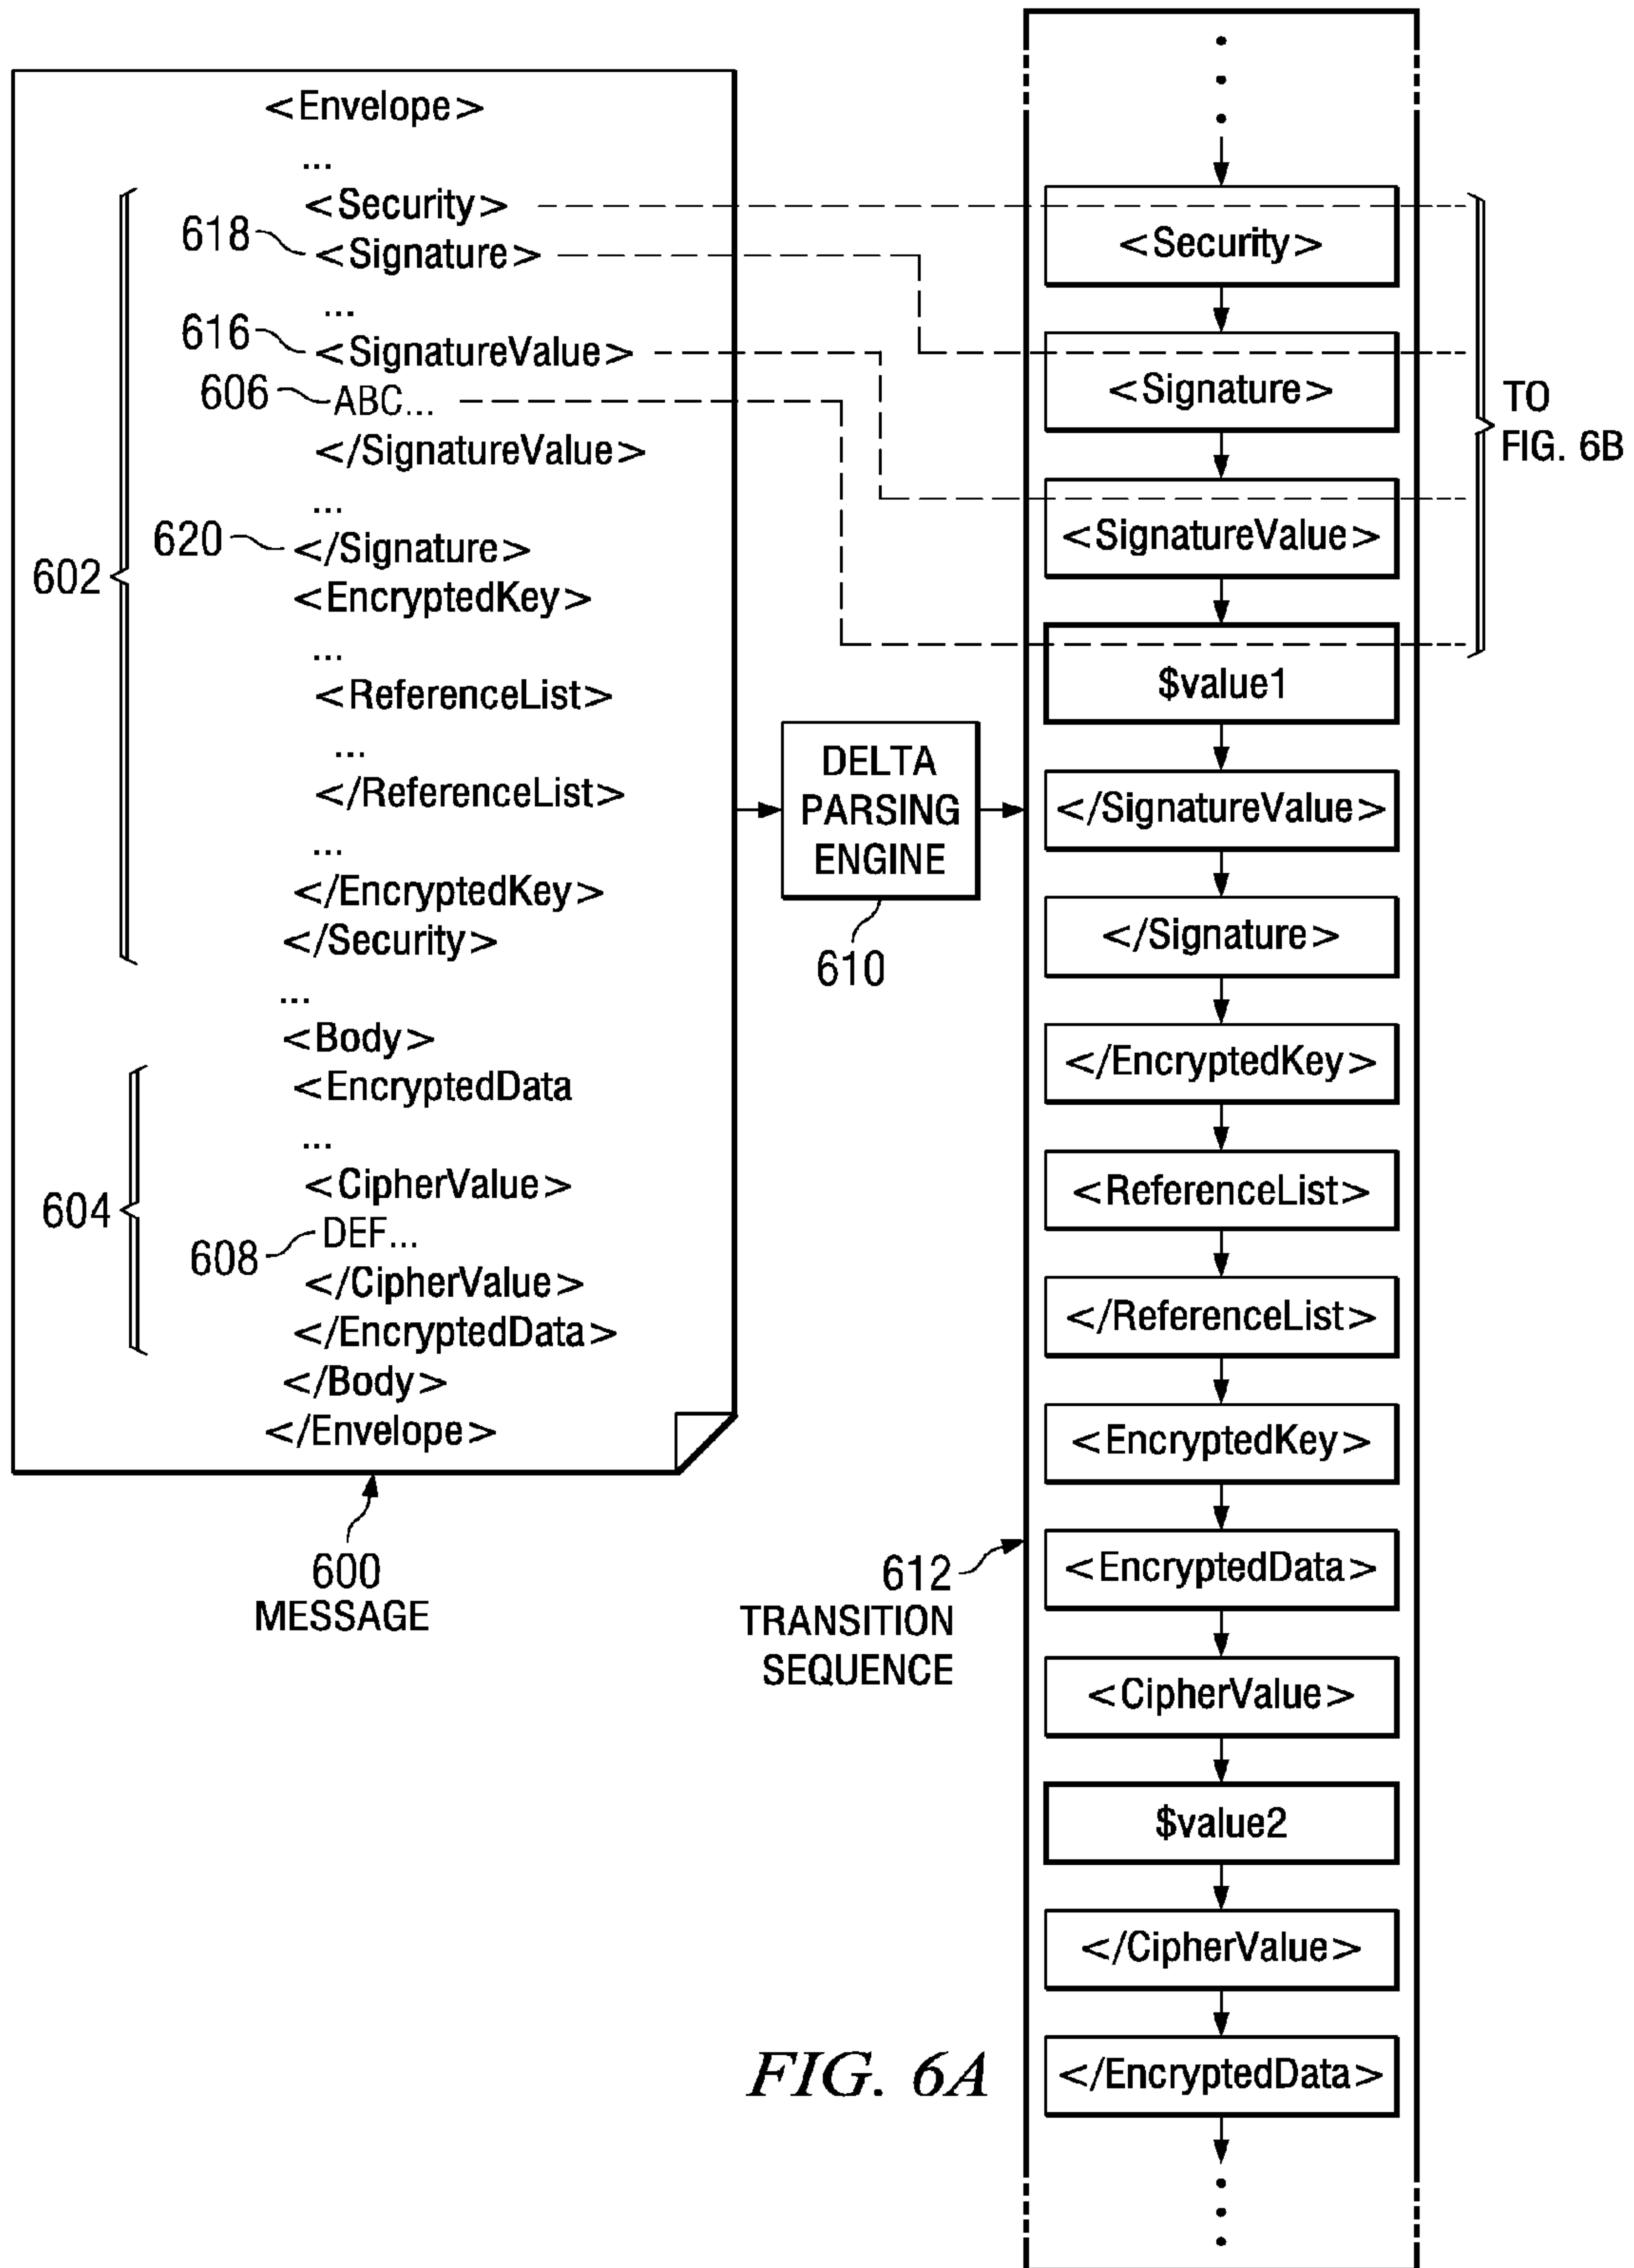 <Envelope>
...
<Security>
618
<Signature>
...
616
<SignatureValue>
606
ABC...
</SignatureValue>
...
620
</Signature>
602
<EncryptedKey>
...
<ReferenceList>
...
</ReferenceList>
...
</EncryptedKey>
</Security>
...
<Body>
<EncryptedData
...
<CipherValue>
604
608
DEF...
</CipherValue>
</EncryptedData>
</Body>
</Envelope>
600
MESSAGE
DELTA
PARSING
ENGINE
610
612
TRANSITION
SEQUENCE
<Security>
<Signature>
<SignatureValue>
$value1
</SignatureValue>
</Signature>
</EncryptedKey>
<ReferenceList>
</ReferenceList>
<EncryptedKey>
<EncryptedData>
<CipherValue>
$value2
</CipherValue>
</EncryptedData>
TO
FIG. 6B
FIG. 6A